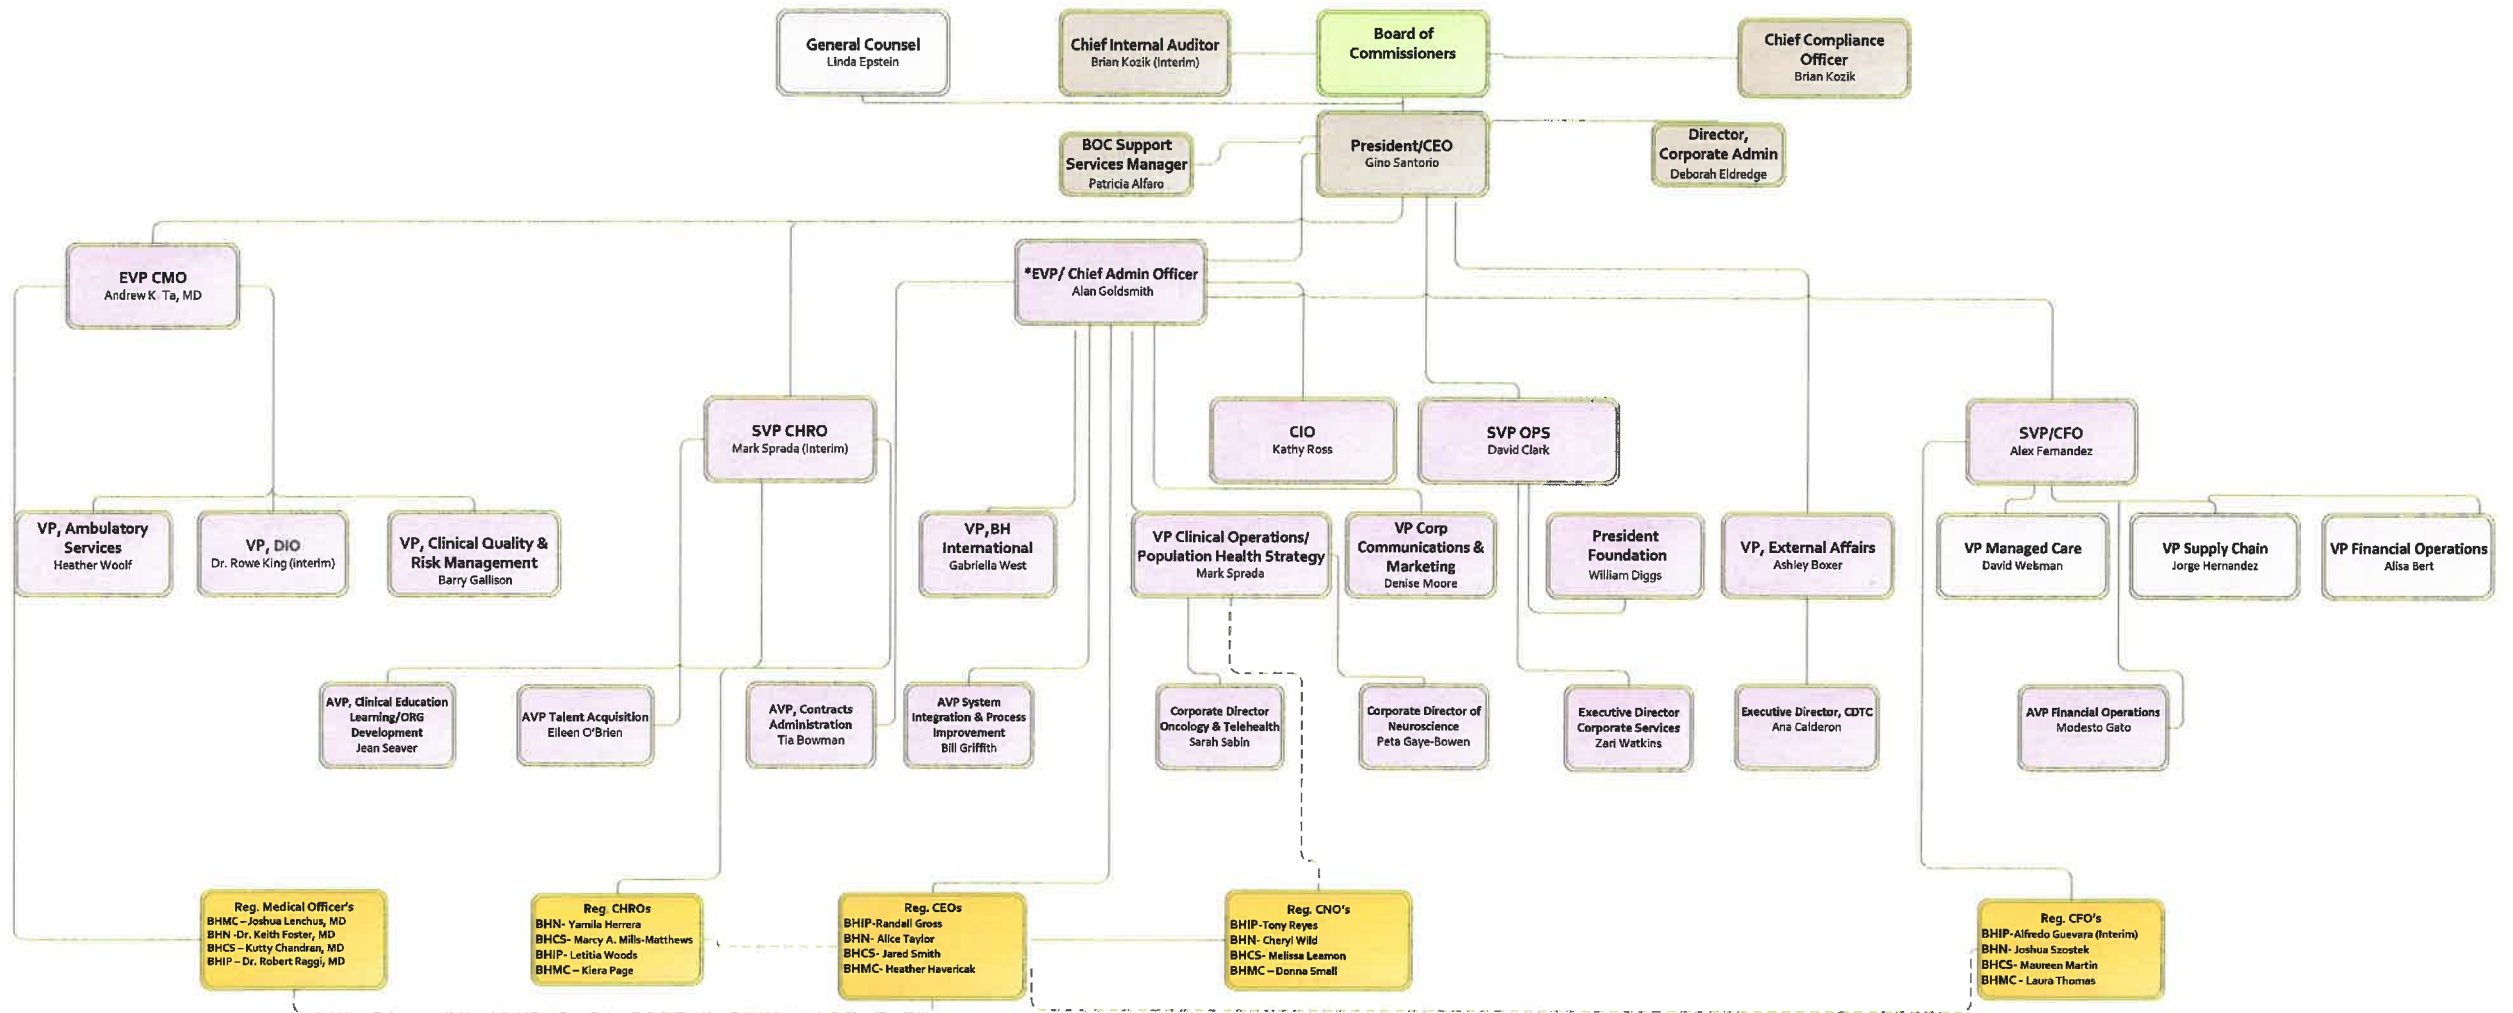 General Counsel
Linda Epstein
Chief Internal Auditor
Brian Kozik (Interim)
Board of
Commissioners
Chief Compliance
Officer
Brian Kozik
BOC Support
Services Manager
Patricia Alfaro
President/CEO
Gino Santorio
Director,
Corporate Admin
Deborah Eldredge
EVP CMO
Andrew K. Ta, MD
*EVP/ Chief Admin Officer
Alan Goldsmith
SVP CHRO
Mark Sprada (Interim)
CIO
Kathy Ross
SVP OPS
David Clark
SVP/CFO
Alex Fernandez
VP, Ambulatory
Services
Heather Woolf
VP, DIO
Dr. Rowe King (interim)
VP, Clinical Quality &
Risk Management
Barry Gallison
VP,BH
International
Gabriella West
VP Clinical Operations/
Population Health Strategy
Mark Sprada
VP Corp
Communications &
Marketing
Denise Moore
President
Foundation
William Diggs
VP, External Affairs
Ashley Boxer
VP Managed Care
David Weisman
VP Supply Chain
Jorge Hernandez
VP Financial Operations
Alisa Bert
AVP, Clinical Education
Learning/ORG
Development
Jean Seaver
AVP Talent Acquisition
Eileen O'Brien
AVP, Contracts
Administration
Tia Bowman
AVP System
Integration & Process
Improvement
Bill Griffith
Corporate Director
Oncology & Telehealth
Sarah Sabin
Corporate Director of
Neuroscience
Peta Gaye-Bowen
Executive Director
Corporate Services
Zari Watkins
Executive Director, CDTC
Ana Calderon
AVP Financial Operations
Modesto Gato
Reg. Medical Officer's
BHMC – Joshua Lenchus, MD
BHN -Dr. Keith Foster, MD
BHCS – Kutty Chandran, MD
BHIP – Dr. Robert Raggi, MD
Reg. CHROs
BHN- Yamila Herrera
BHCS- Marcy A. Mills-Matthews
BHIP- Letitia Woods
BHMC – Kiera Page
Reg. CEOs
BHIP-Randall Gross
BHN- Alice Taylor
BHCS- Jared Smith
BHMC- Heather Havericak
Reg. CNO's
BHIP-Tony Reyes
BHN- Cheryl Wild
BHCS- Melissa Leamon
BHMC – Donna Small
Reg. CFO's
BHIP-Alfredo Guevara (Interim)
BHN- Joshua Szostek
BHCS- Maureen Martin
BHMC - Laura Thomas